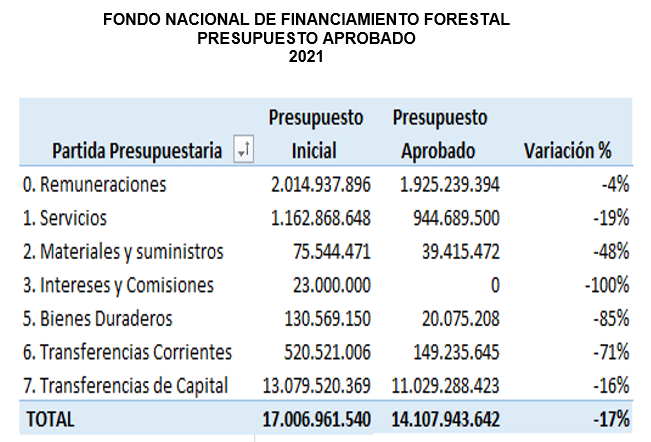 FONDO NACIONAL DE FINANCIAMIENTO FORESTAL
PRESUPUESTO APROBADO
2021
Partida Presupuestaria Presupuesto Inicial Presupuesto Aprobado Variación %
0. Remuneraciones 2.014.937.896 1.925.239.394 -4%
1. Servicios 1.162.868.648 944.689.500 -19%
2. Materiales y suministros 75.544.471 39.415.472 -48%
3. Intereses y Comisiones 23.000.000 0 -100%
5. Bienes Duraderos 130.569.150 20.075.208 -85%
6. Transferencias Corrientes 520.521.006 149.235.645 -71%
7. Transferencias de Capital 13.079.520.369 11.029.288.423 -16%
TOTAL 17.006.961.540 14.107.943.642 -17%